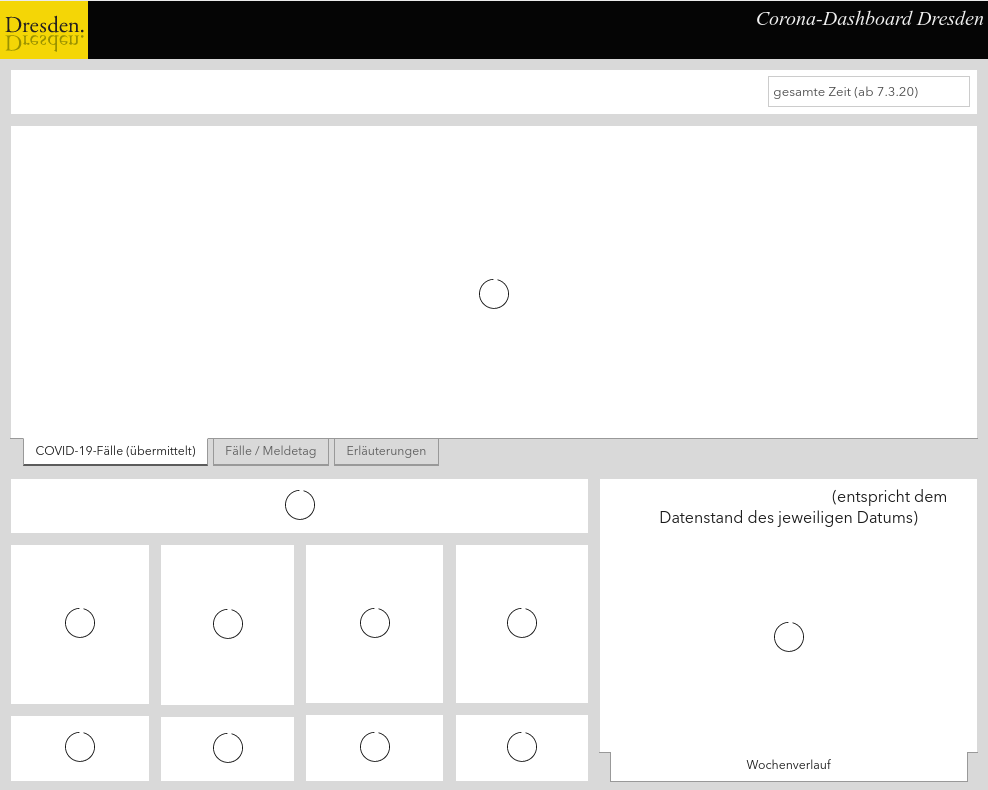 Dresden.
Dresden.
Corona-Dashboard Dresden
gesamte Zeit (ab 7.3.20)
COVID-19-Fälle (übermittelt)
Fälle / Meldetag
Erläuterungen
(entspricht dem
Datenstand des jeweiligen Datums)
Wochenverlauf